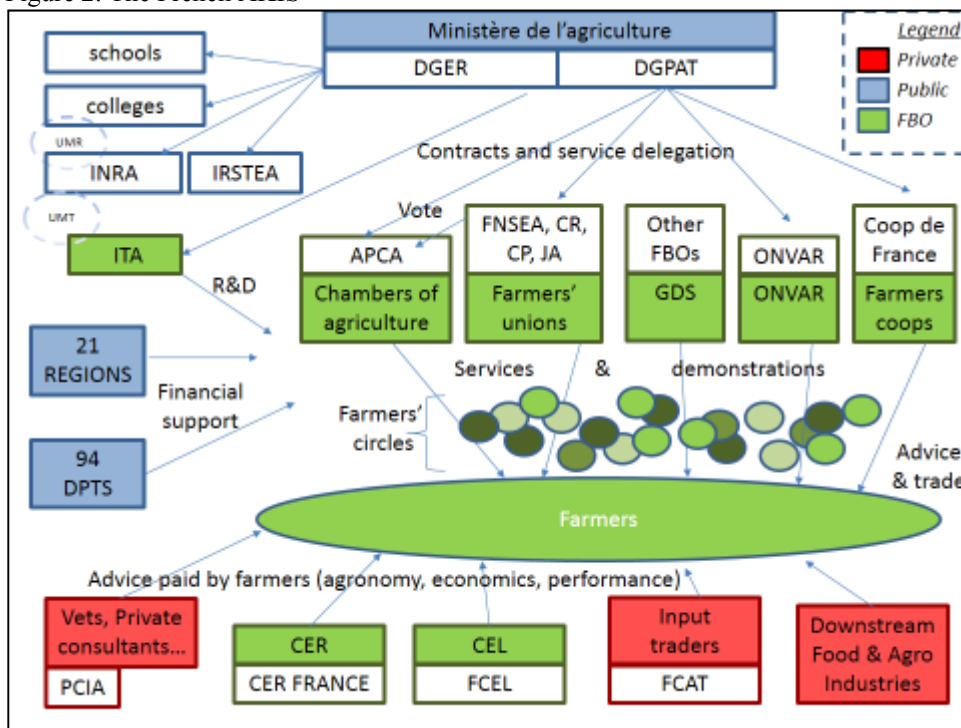 Ministère de l'agriculture
DGER
DGPAT
schools
colleges
UMR
INRA
IRSTEA
UMT
ITA
R&D
Contracts and service delegation
Vote
APCA
Chambers of
agriculture
FNSEA, CR,
CP, JA
Farmers'
unions
Other
FBOs
GDS
ONVAR
ONVAR
Coop de
France
Farmers
coops
Legend
Private
Public
FBO
21
REGIONS
Financial
support
94
DPTS
Services & demonstrations
Farmers'
circles
Advice
& trade
Farmers
Advice paid by farmers (agronomy, economics, performance)
Vets, Private
consultants...
PCIA
CER
CER FRANCE
CEL
FCEL
Input
traders
FCAT
Downstream
Food & Agro
Industries